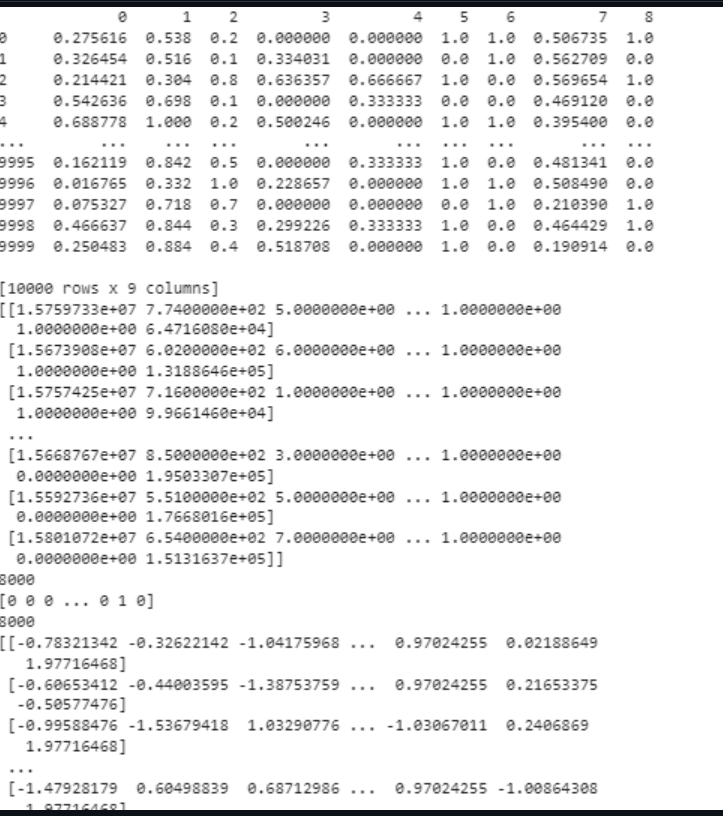 0 1 2 3 4 5 6 7 8
0 0.275616 0.538 0.2 0.000000 0.000000 1.0 1.0 0.506735 1.0
1 0.326454 0.516 0.1 0.334031 0.000000 0.0 1.0 0.562709 0.0
2 0.214421 0.304 0.8 0.636357 0.666667 1.0 0.0 0.569654 1.0
3 0.542636 0.698 0.1 0.000000 0.333333 0.0 0.0 0.469120 0.0
4 0.688778 1.000 0.2 0.500246 0.000000 1.0 1.0 0.395400 0.0
... ... ... ... ... ... ... ... ... ...
9995 0.162119 0.842 0.5 0.000000 0.333333 1.0 0.0 0.481341 0.0
9996 0.016765 0.332 1.0 0.228657 0.000000 1.0 1.0 0.508490 0.0
9997 0.075327 0.718 0.7 0.000000 0.000000 0.0 1.0 0.210390 1.0
9998 0.466637 0.844 0.3 0.299226 0.333333 1.0 0.0 0.464429 1.0
9999 0.250483 0.884 0.4 0.518708 0.000000 1.0 0.0 0.190914 0.0
[10000 rows x 9 columns]
[[1.5759733e+07 7.7400000e+02 5.0000000e+00 ... 1.0000000e+00
1.0000000e+00 6.4716080e+04]
[1.5673908e+07 6.0200000e+02 6.0000000e+00 ... 1.0000000e+00
1.0000000e+00 1.3188646e+05]
[1.5757425e+07 7.1600000e+02 1.0000000e+00 ... 1.0000000e+00
1.0000000e+00 9.9661460e+04]
...
[1.5668767e+07 8.5000000e+02 3.0000000e+00 ... 1.0000000e+00
0.0000000e+00 1.9503307e+05]
[1.5592736e+07 5.5100000e+02 5.0000000e+00 ... 1.0000000e+00
0.0000000e+00 1.7668016e+05]
[1.5801072e+07 6.5400000e+02 7.0000000e+00 ... 1.0000000e+00
0.0000000e+00 1.5131637e+05]]
8000
[0 0 0 ... 0 1 0]
8000
[[-0.78321342 -0.32622142 -1.04175968 ... 0.97024255 0.02188649
1.97716468]
[-0.60653412 -0.44003595 -1.38753759 ... 0.97024255 0.21653375
-0.50577476]
[-0.99588476 -1.53679418 1.03290776 ... -1.03067011 0.2406869
1.97716468]
...
[-1.47928179 0.60498839 0.68712986 ... 0.97024255 -1.00864308
1.97716468]